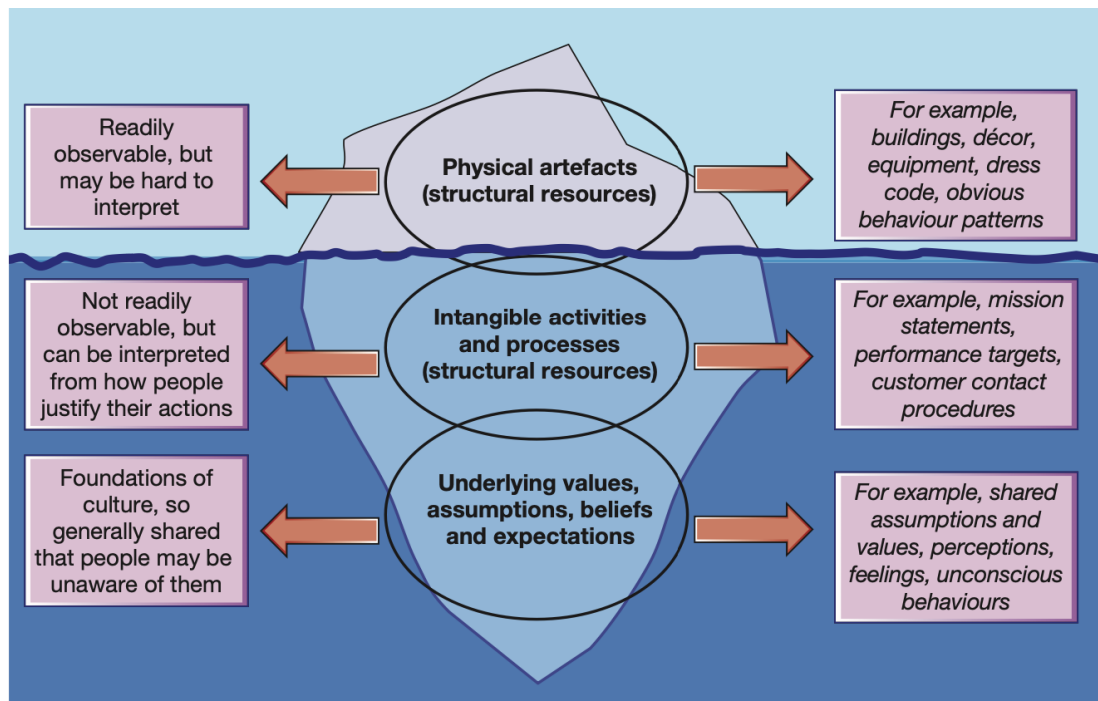 Readily
observable, but
may be hard to
interpret
Physical artefacts
(structural resources)
For example,
buildings, décor,
equipment, dress
code, obvious
behaviour patterns
Not readily
observable, but
can be interpreted
from how people
justify their actions
Intangible activities
and processes
(structural resources)
For example, mission
statements,
performance targets,
customer contact
procedures
Foundations of
culture, so
generally shared
that people may be
unaware of them
Underlying values,
assumptions, beliefs
and expectations
For example, shared
assumptions and
values, perceptions,
feelings, unconscious
behaviours